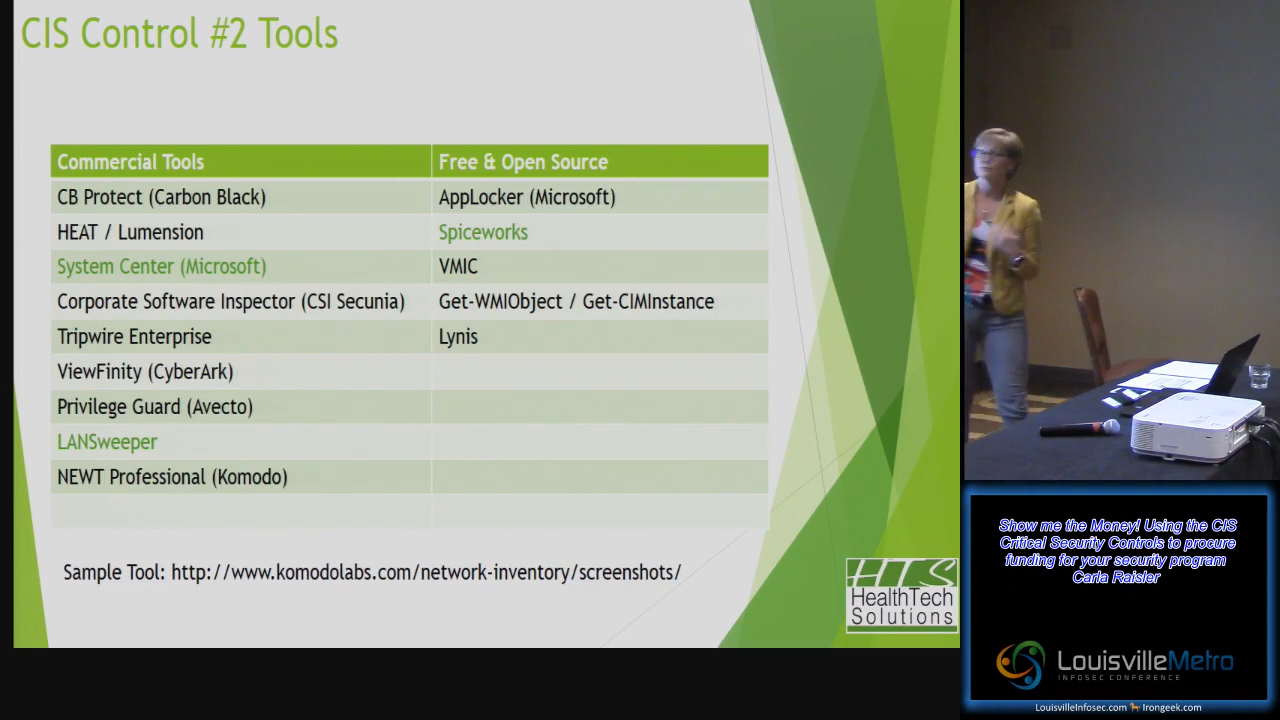 CIS Control #2 Tools
Commercial Tools
Free & Open Source
CB Protect (Carbon Black)
AppLocker (Microsoft)
HEAT / Lumension
Spiceworks
System Center (Microsoft)
VMIC
Corporate Software Inspector (CSI Secunia)
Get-WMIObject / Get-CIMInstance
Tripwire Enterprise
Lynis
ViewFinity (CyberArk)
Privilege Guard (Avecto)
LANSweeper
NEWT Professional (Komodo)
Sample Tool: http://www.komodolabs.com/network-inventory/screenshots/
HTS
HealthTech
Solutions
Show me the Money! Using the CIS
Critical Security Controls to procure
funding for your security program
Carla Raisler
LouisvilleMetro
INFOSEC CONFERENCE
LouisvilleInfosec.com Irongeek.com